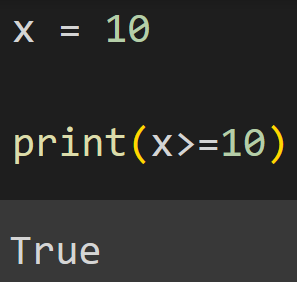 x = 10
print(x>=10)
True